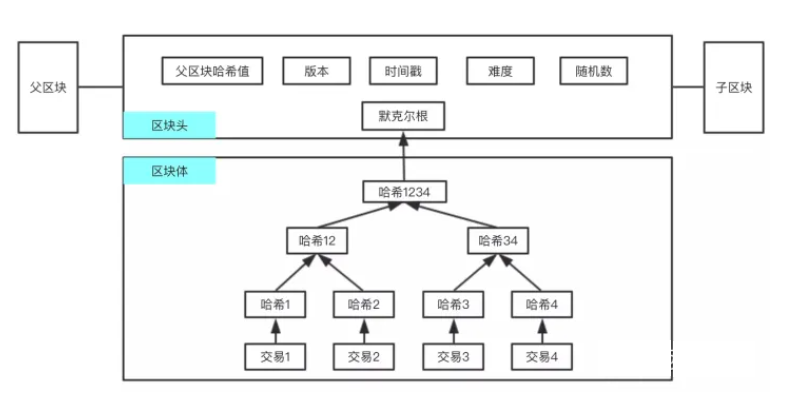 父区块
父区块哈希值
版本
时间戳
难度
随机数
子区块
默克尔根
区块头
区块体
哈希1234
哈希12
哈希34
哈希1
哈希2
哈希3
哈希4
交易1
交易2
交易3
交易4